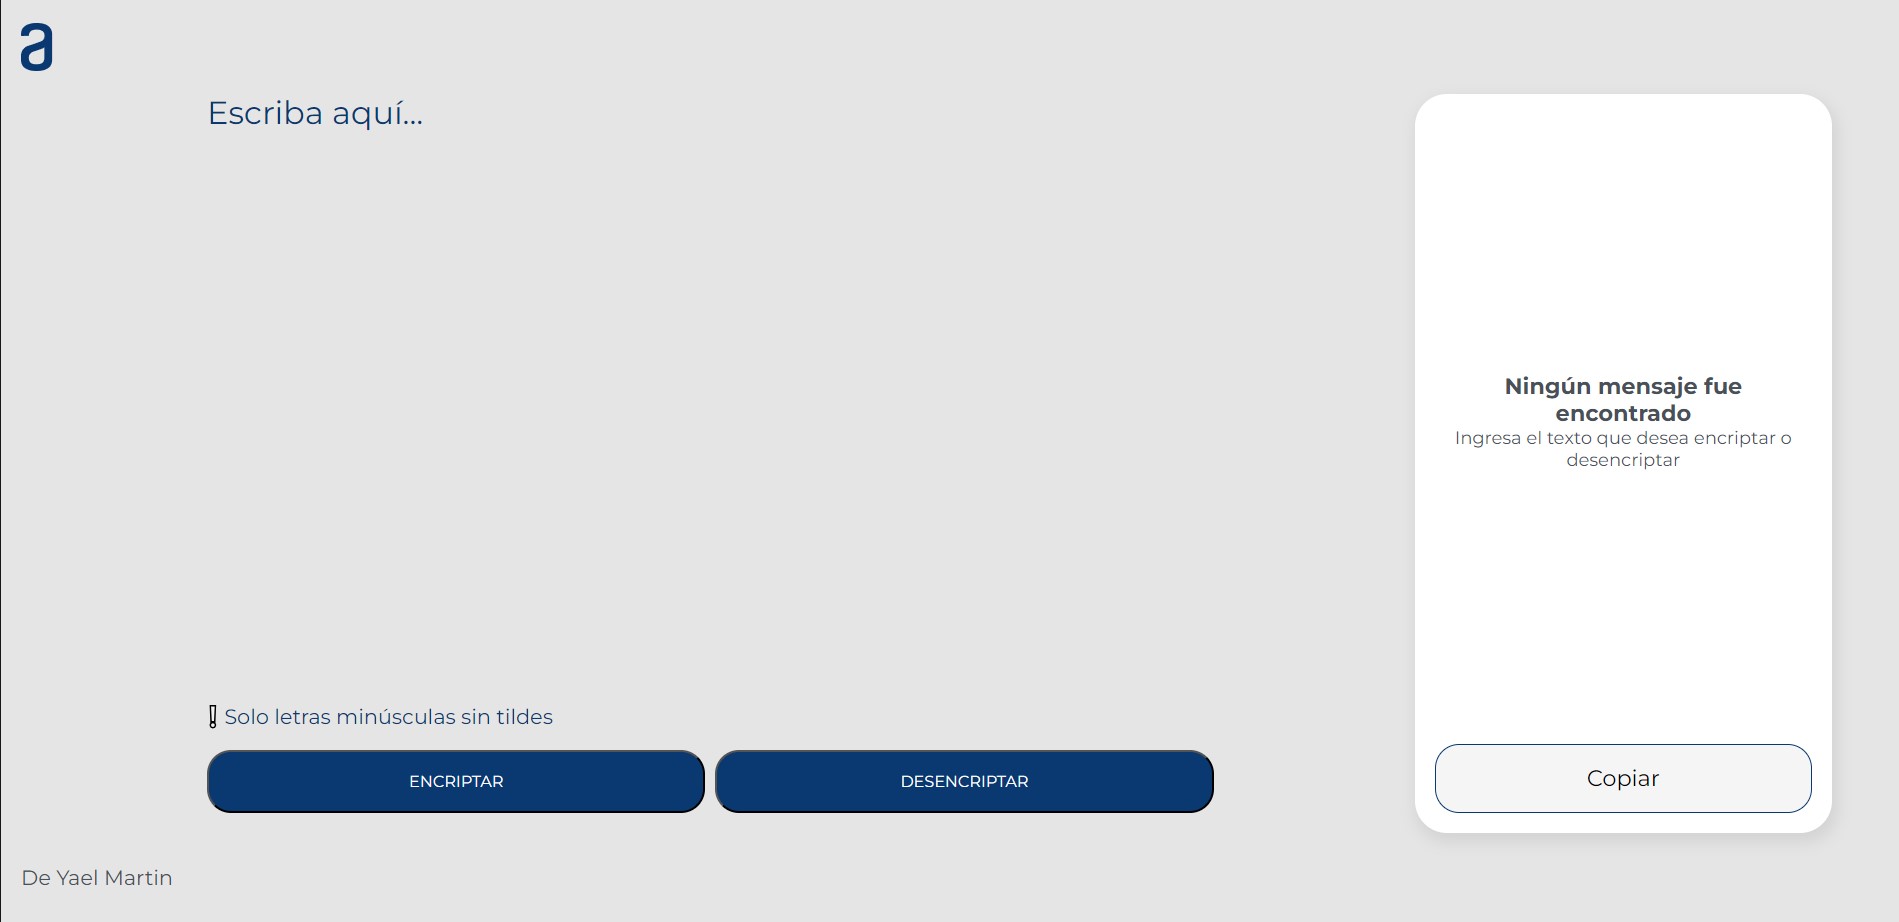 a
Escriba aquí...
Ningún mensaje fue
encontrado
Ingresa el texto que desea encriptar o
desencriptar
! Solo letras minúsculas sin tildes
ENCRIPTAR
DESENCRIPTAR
Copiar
De Yael Martin